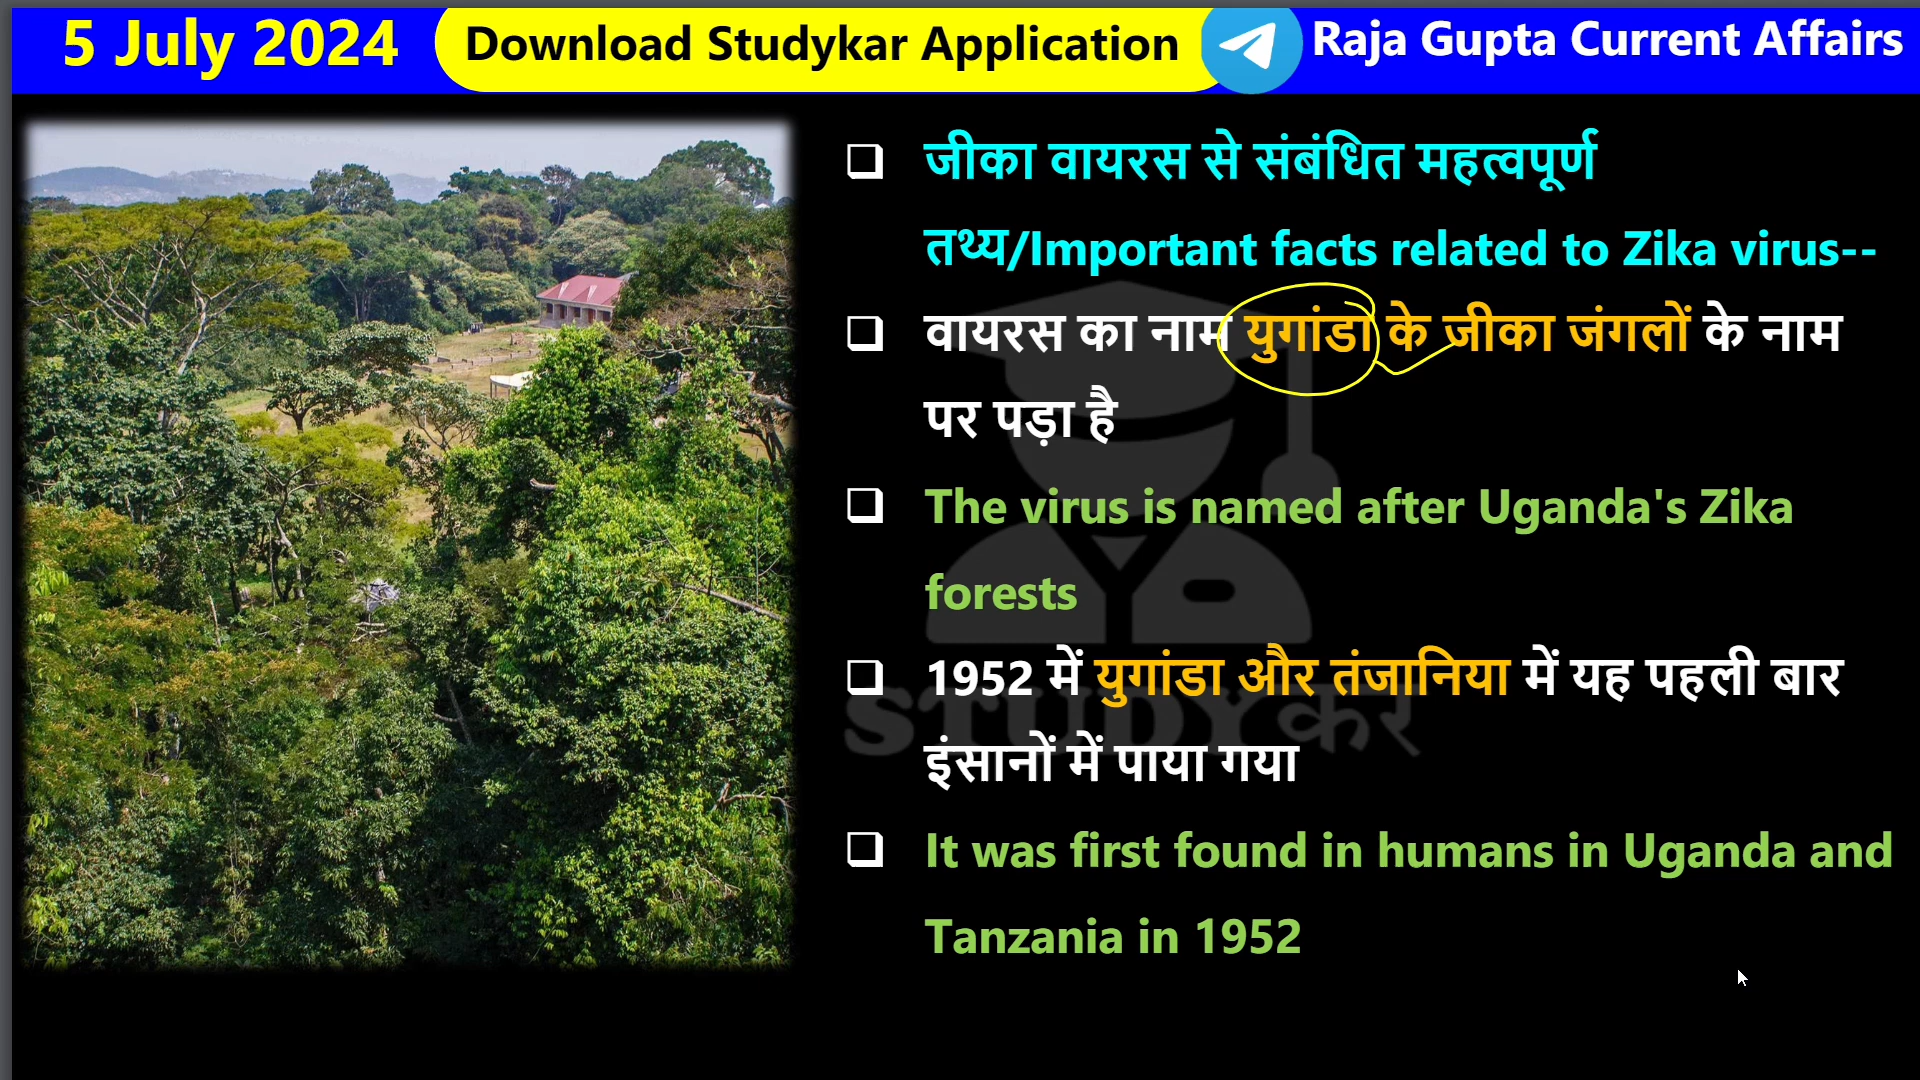 5 July 2024
Download Studykar Application
Raja Gupta Current Affairs
जीका वायरस से संबंधित महत्वपूर्ण
तथ्य/Important facts related to Zika virus--
वायरस का नाम युगांडा के जीका जंगलों के नाम
पर पड़ा है
The virus is named after Uganda's Zika
forests
1952 में युगांडा और तंजानिया में यह पहली बार
इंसानों में पाया गया
It was first found in humans in Uganda and
Tanzania in 1952
STUDYकर